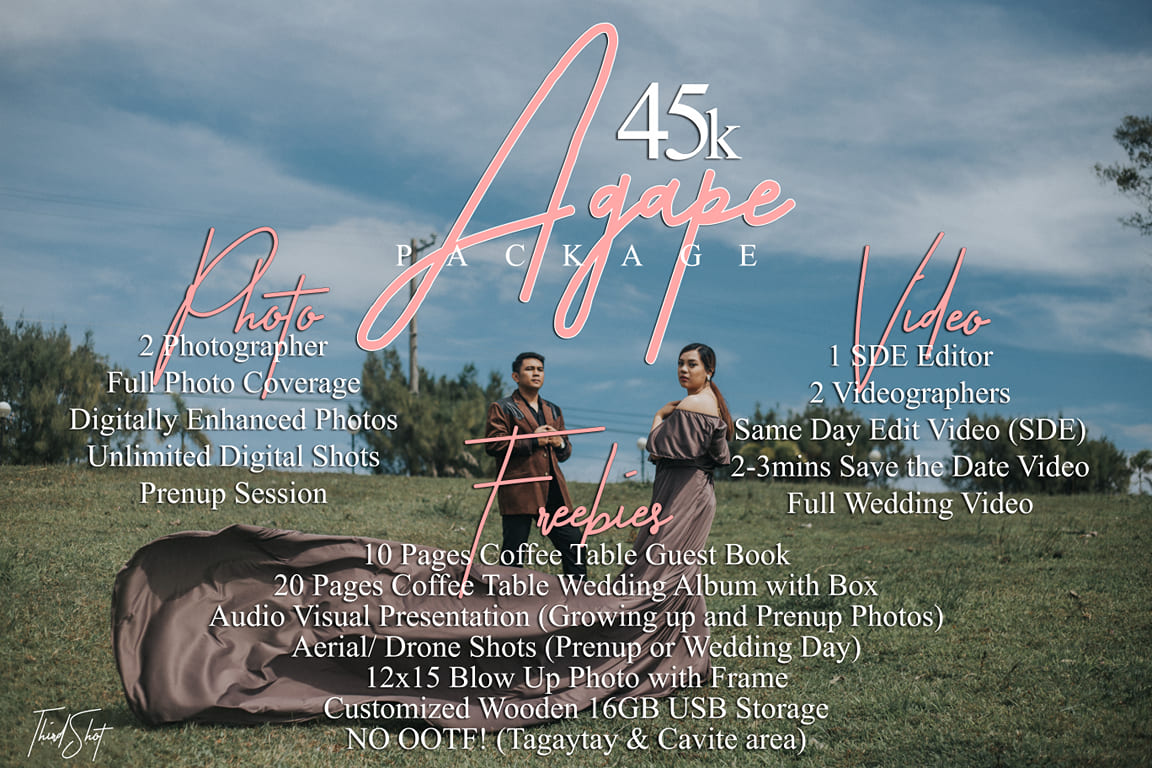 45k
Agape
PACKAGE
Photo
2 Photographer
Full Photo Coverage
Digitally Enhanced Photos
Unlimited Digital Shots
Prenup Session
Video
1 SDE Editor
2 Videographers
Same Day Edit Video (SDE)
2-3mins Save the Date Video
Full Wedding Video
Freebies
10 Pages Coffee Table Guest Book
20 Pages Coffee Table Wedding Album with Box
Audio Visual Presentation (Growing up and Prenup Photos)
Aerial/ Drone Shots (Prenup or Wedding Day)
12x15 Blow Up Photo with Frame
Customized Wooden 16GB USB Storage
NO OOTF! (Tagaytay & Cavite area)
ThirdShot